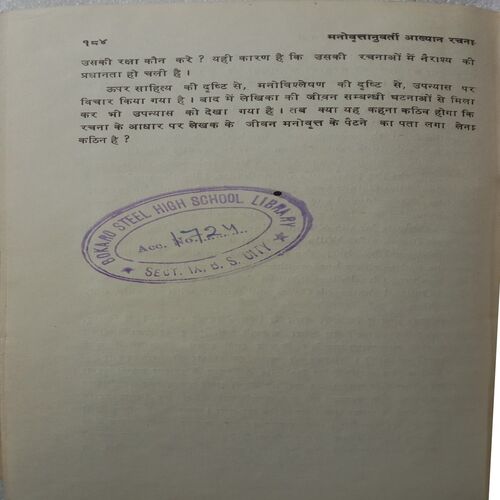 १८४ मनोवृत्तानुवर्ती आख्यान रचना
उसकी रक्षा कौन करे ? यही कारण है कि उसकी रचनाओं में नैराश्य की
प्रधानता हो चली है ।
ऊपर साहित्य की दृष्टि से, मनोविश्लेषण की दृष्टि से, उपन्यास पर
विचार किया गया है । बाद में लेखिका की जीवन सम्बन्धी घटनाओं से मिला
कर भी उपन्यास को देखा गया है । तब क्या यह कहना कठिन होगा कि
रचना के आधार पर लेखक के जीवन मनोवृत्त के पैटर्न का पता लगा लेना
कठिन है ?
BOKARO STEEL HIGH SCHOOL LIBRARY
Acc. No. 1724
★ SECT. IX, B. S. CITY ★